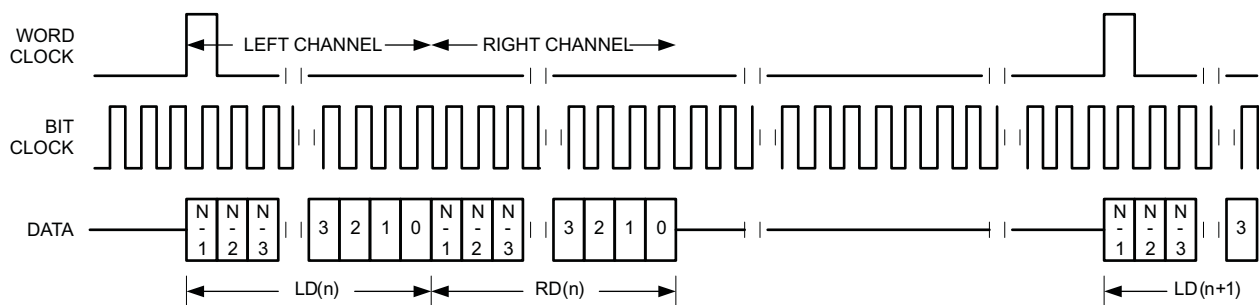 WORD
CLOCK
LEFT CHANNEL
RIGHT CHANNEL
BIT
CLOCK
DATA
N-1 N-2 N-3 3 2 1 0 N-1 N-2 N-3 3 2 1 0 N-1 N-2 N-3 3
LD(n)
RD(n)
LD(n+1)